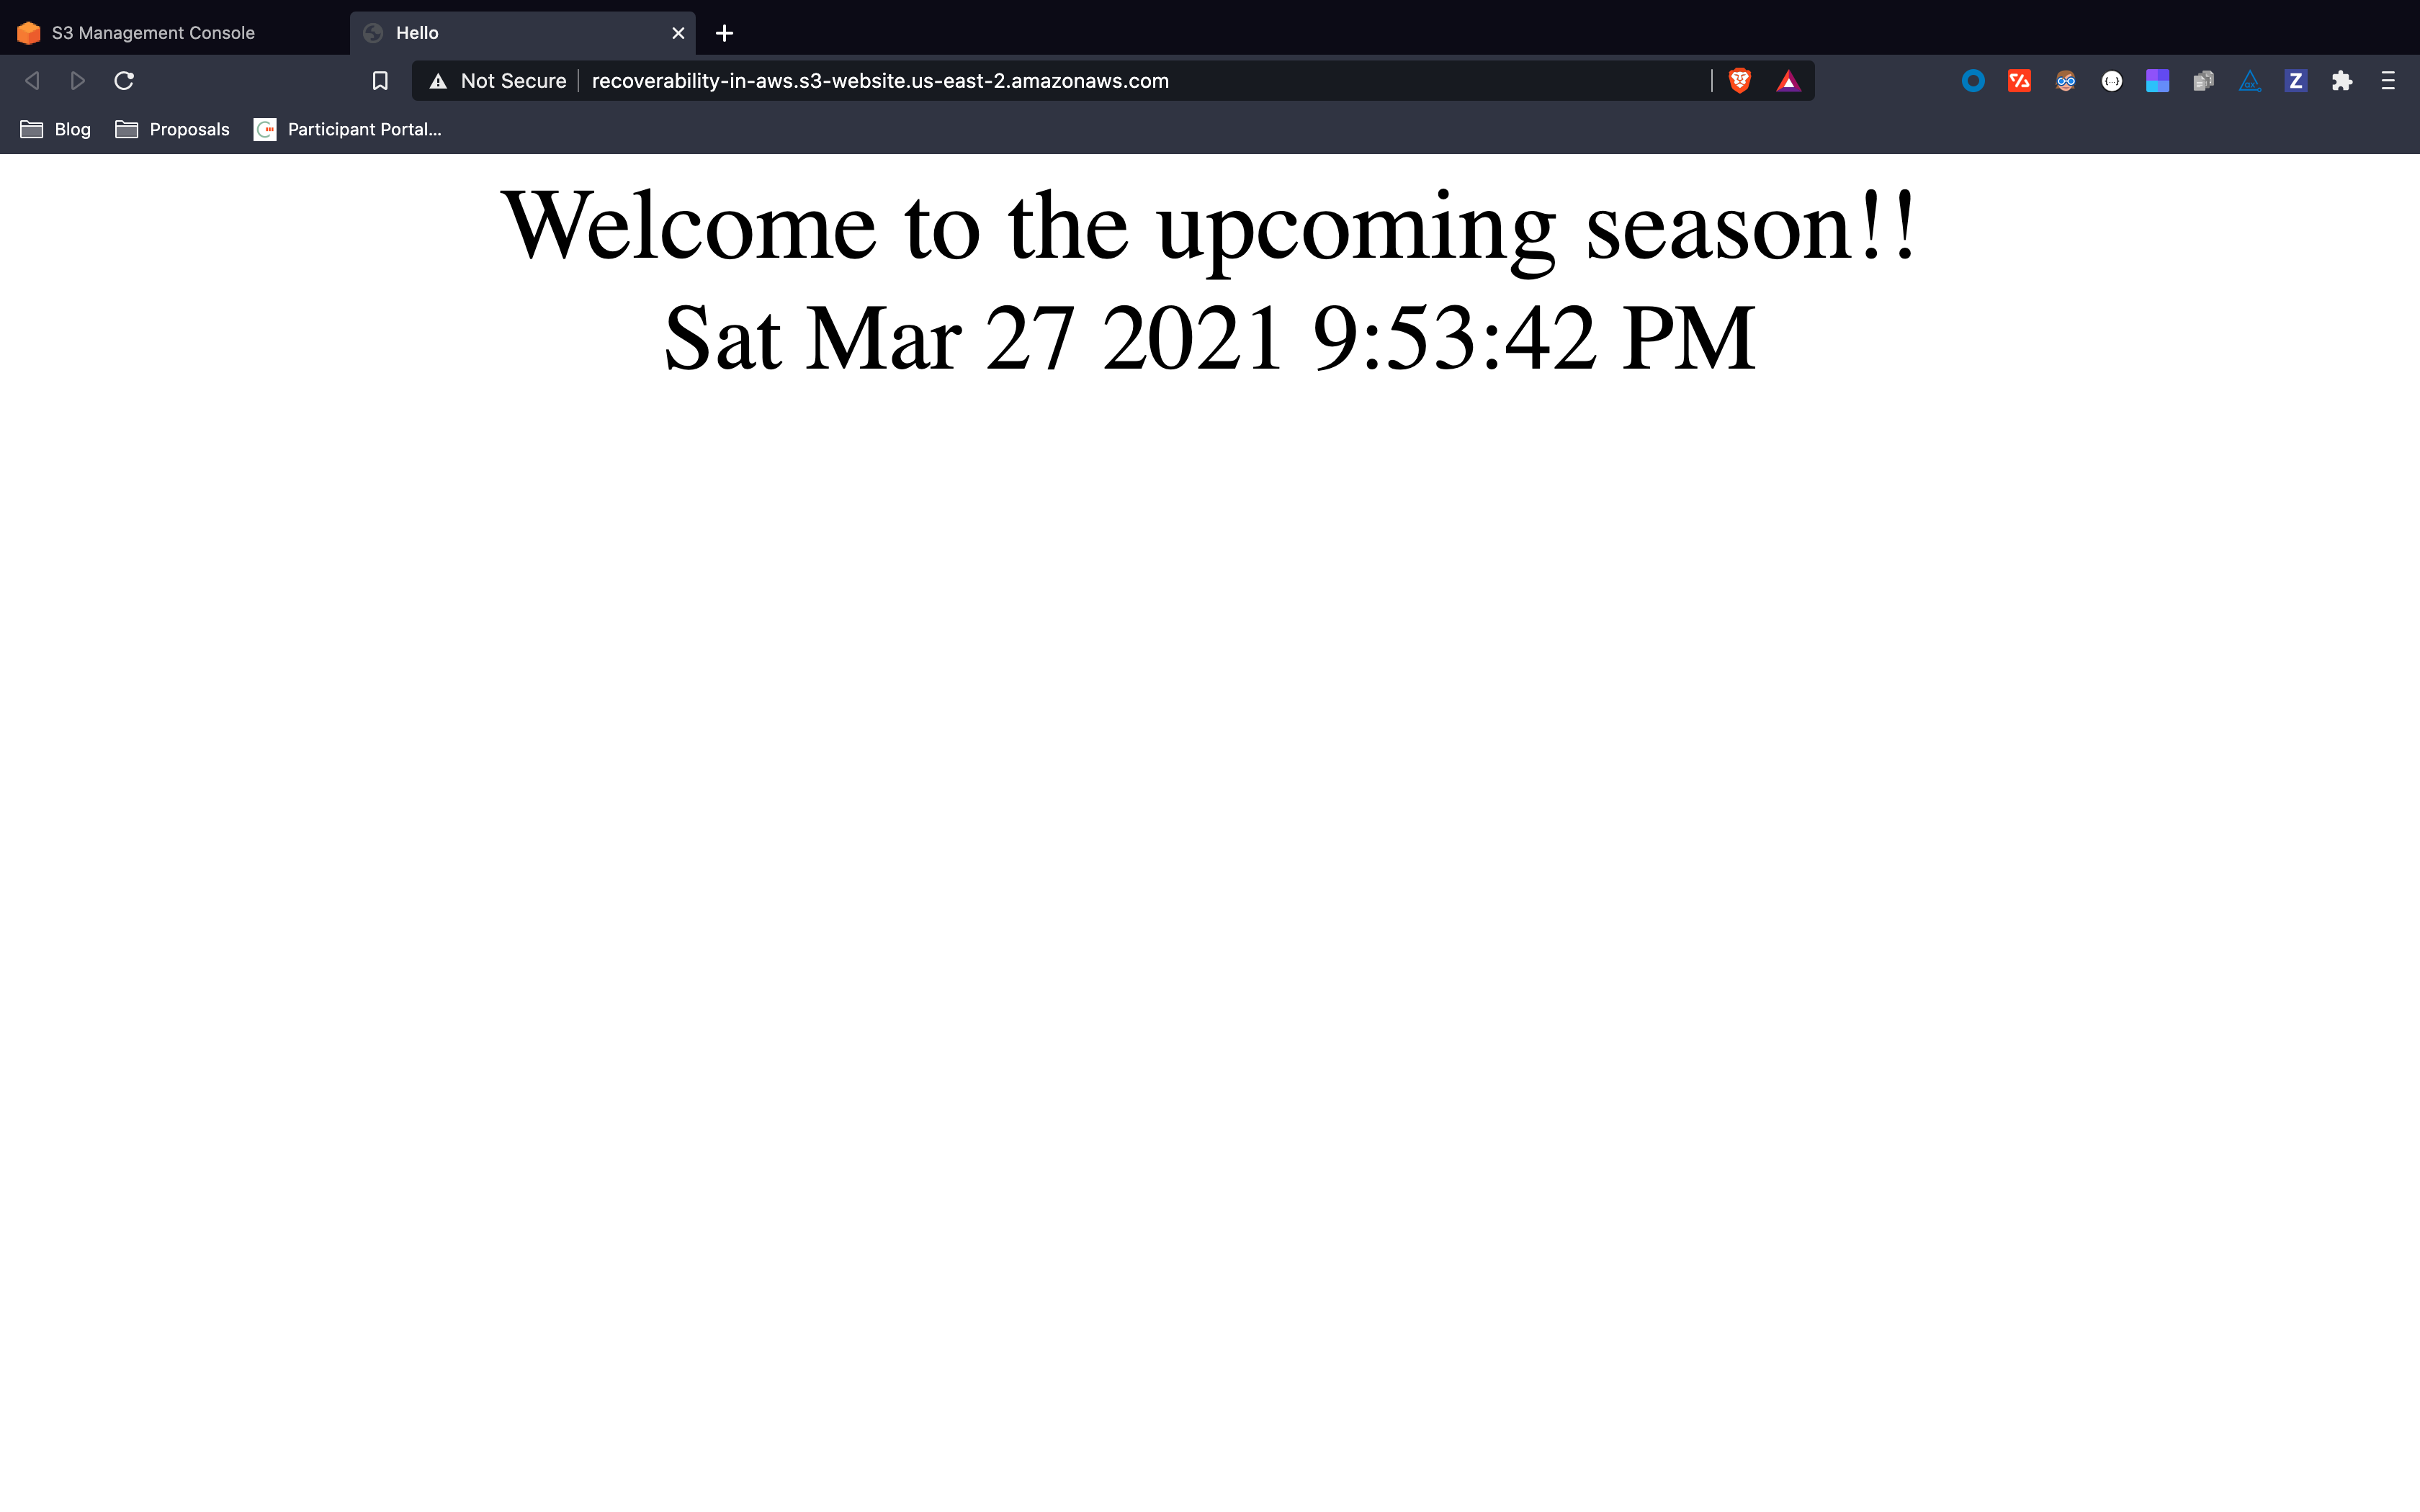 S3 Management Console
Hello
Not Secure
recoverability-in-aws.s3-website.us-east-2.amazonaws.com
Blog
Proposals
Participant Portal...
Welcome to the upcoming season!!
Sat Mar 27 2021 9:53:42 PM